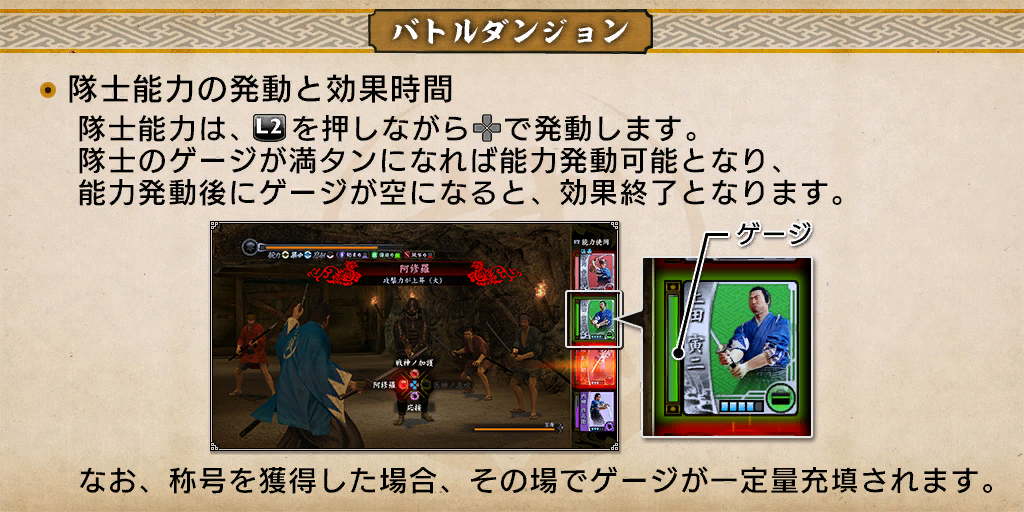 バトルダンジョン
隊士能力の発動と効果時間
隊士能力は、L2を押しながら で発動します。
隊士のゲージが満タンになれば能力発動可能となり、
能力発動後にゲージが空になると、効果終了となります。
ゲージ
能力使用
阿修羅
攻撃力が上昇（大）
戦神ノ加護
阿修羅
応援
寅二
なお、称号を獲得した場合、その場でゲージが一定量充填されます。